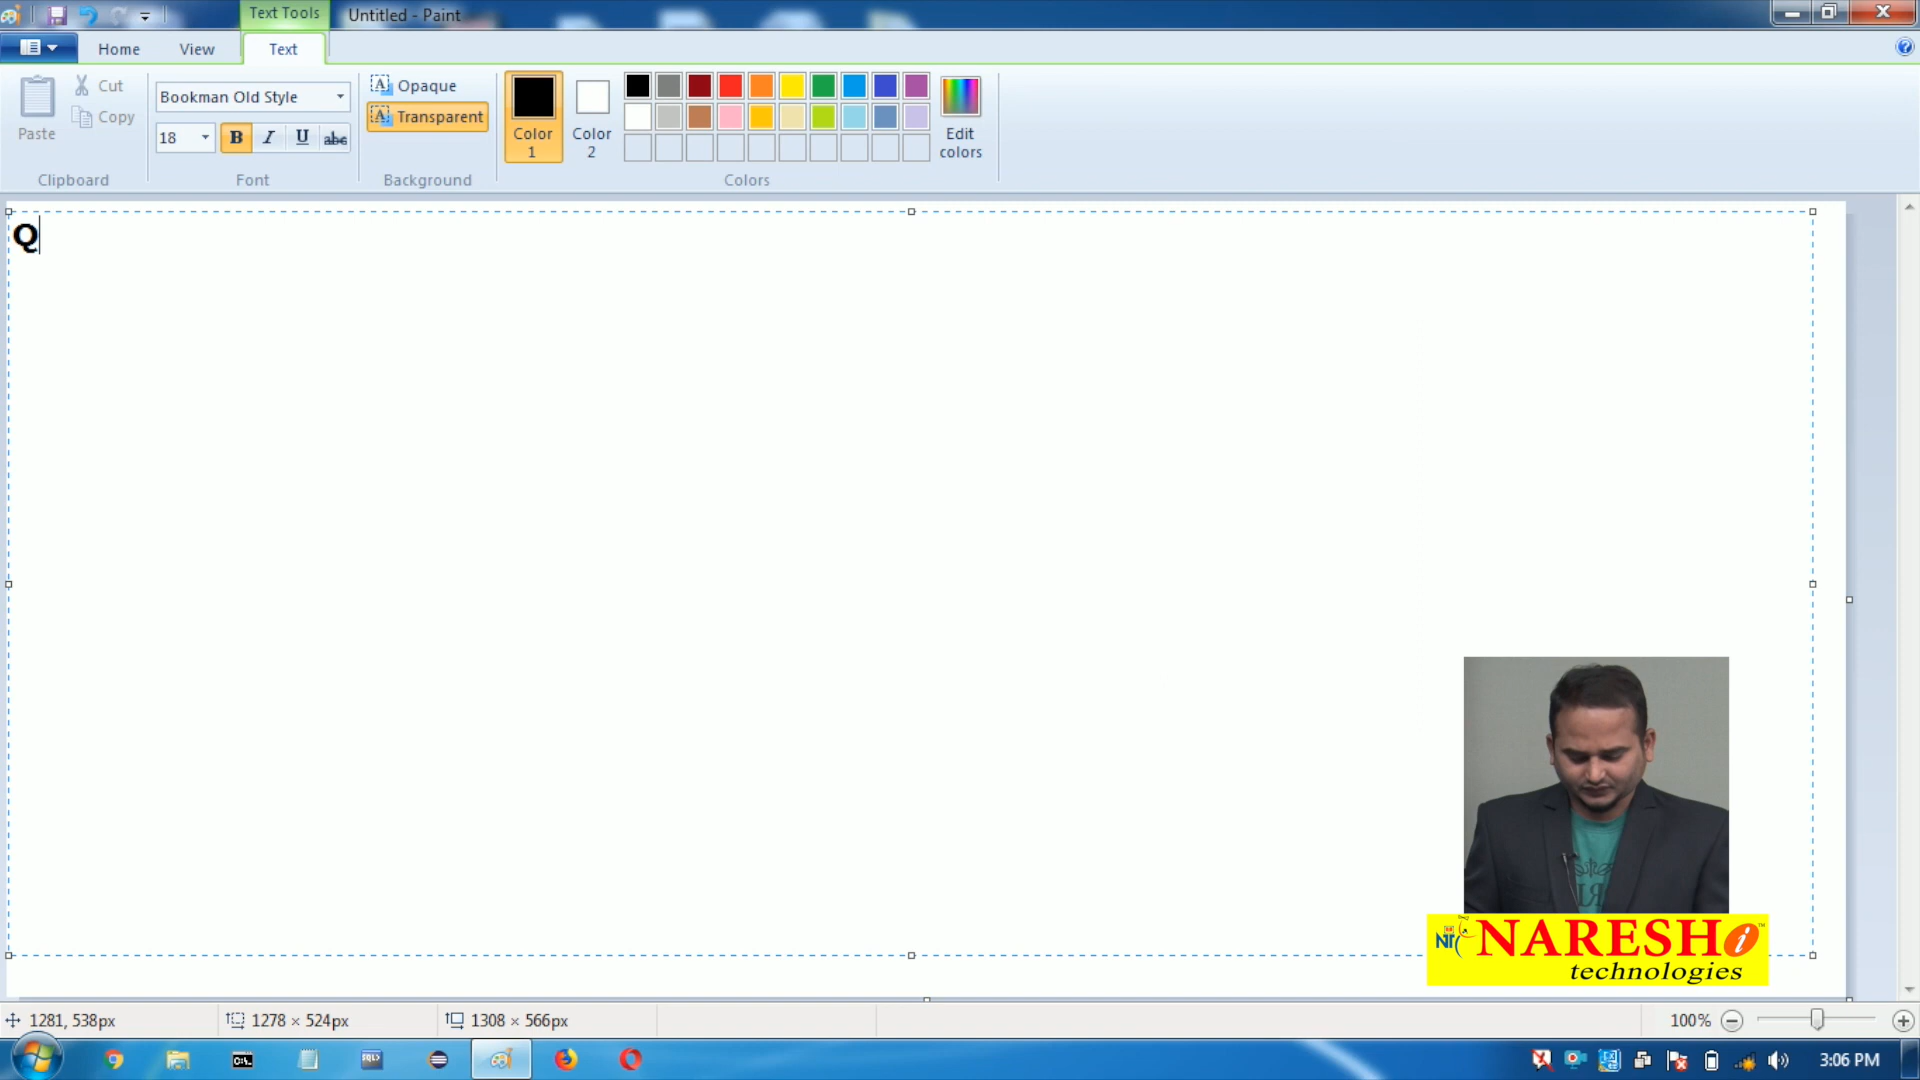 Text Tools
Untitled - Paint
Home
View
Text
Paste
Cut
Copy
Clipboard
Bookman Old Style
18
B
I
U
abc
Font
Opaque
Transparent
Background
Color
1
Color
2
Edit
colors
Colors
Q
NT
NARESH i
technologies
1281, 538px
1278 × 524px
1308 × 566px
100%
3:06 PM